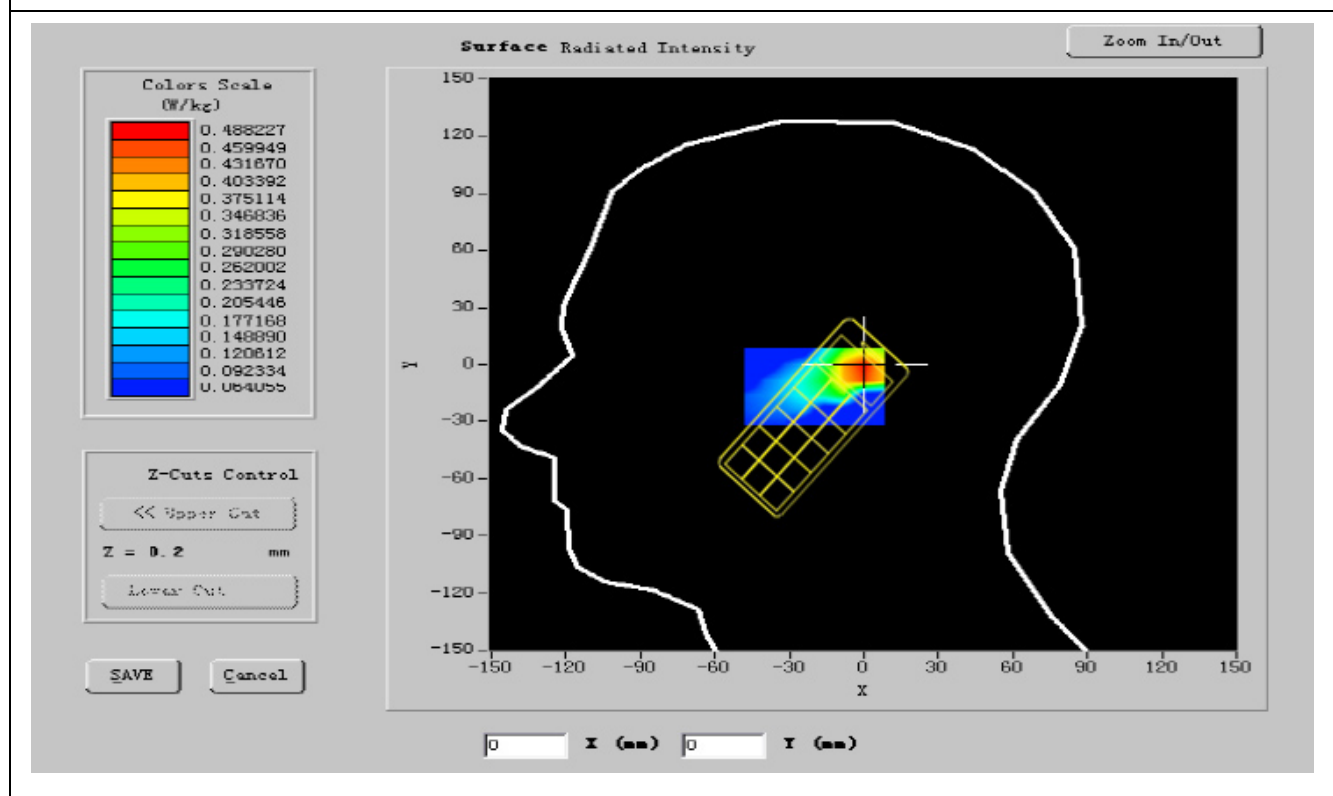 Surface Radiated Intensity
Zoom In/Out
Colors Scale
(W/kg)
0.488227
0.459949
0.431670
0.403392
0.375114
0.346836
0.318558
0.290280
0.262002
0.233724
0.205446
0.177168
0.148890
0.120612
0.092334
0.064055
Z-Cuts Control
<< Upper Cut
Z = 0.2 mm
Lower Cut
SAVE
Cancel
150
120
90
60
30
0
-30
-60
-90
-120
-150
Y
-150 -120 -90 -60 -30 0 30 60 90 120 150
X
0 X (mm) 0 Y (mm)